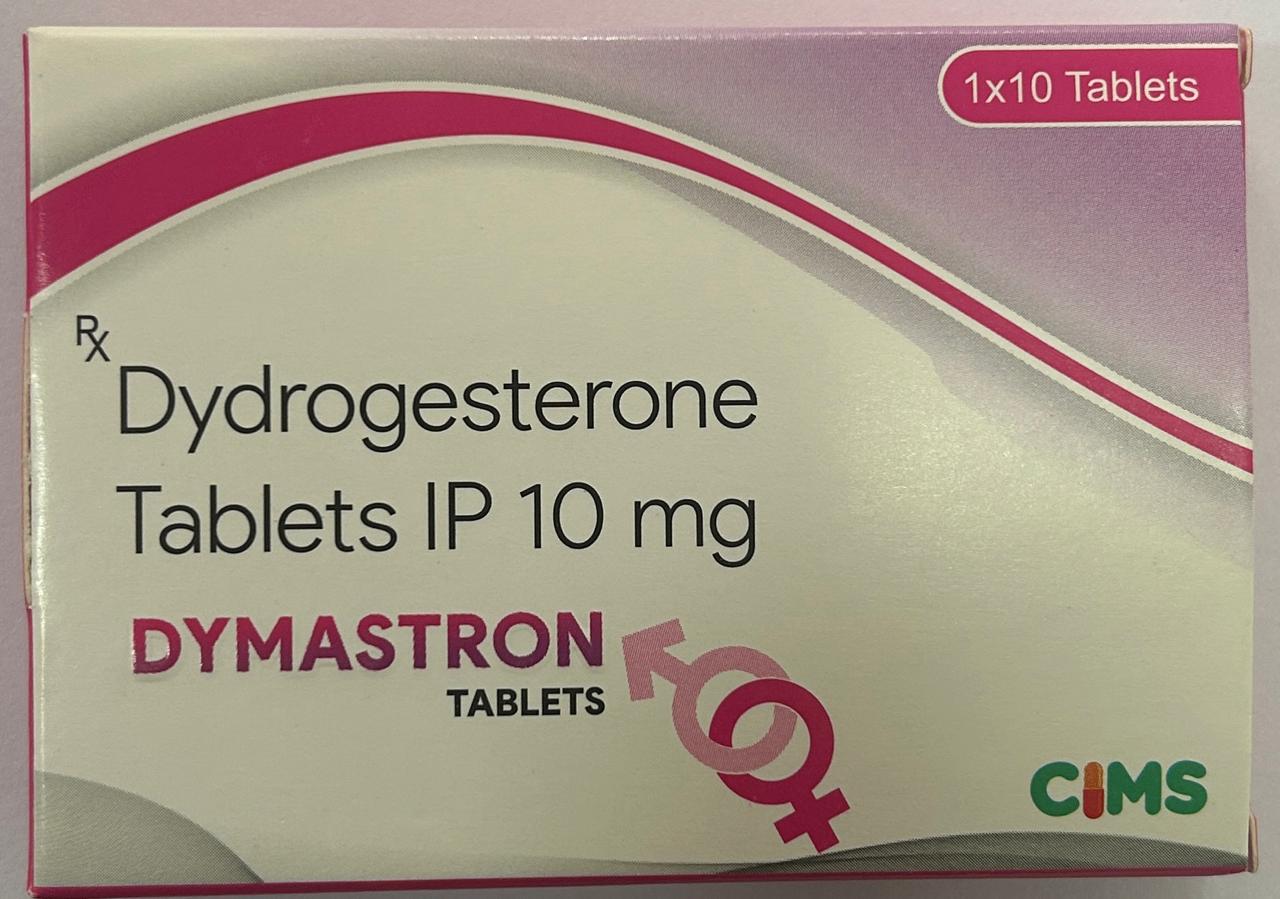 1x10 Tablets
Rx
Dydrogesterone
Tablets IP 10 mg
DYMASTRON
TABLETS
CIMS